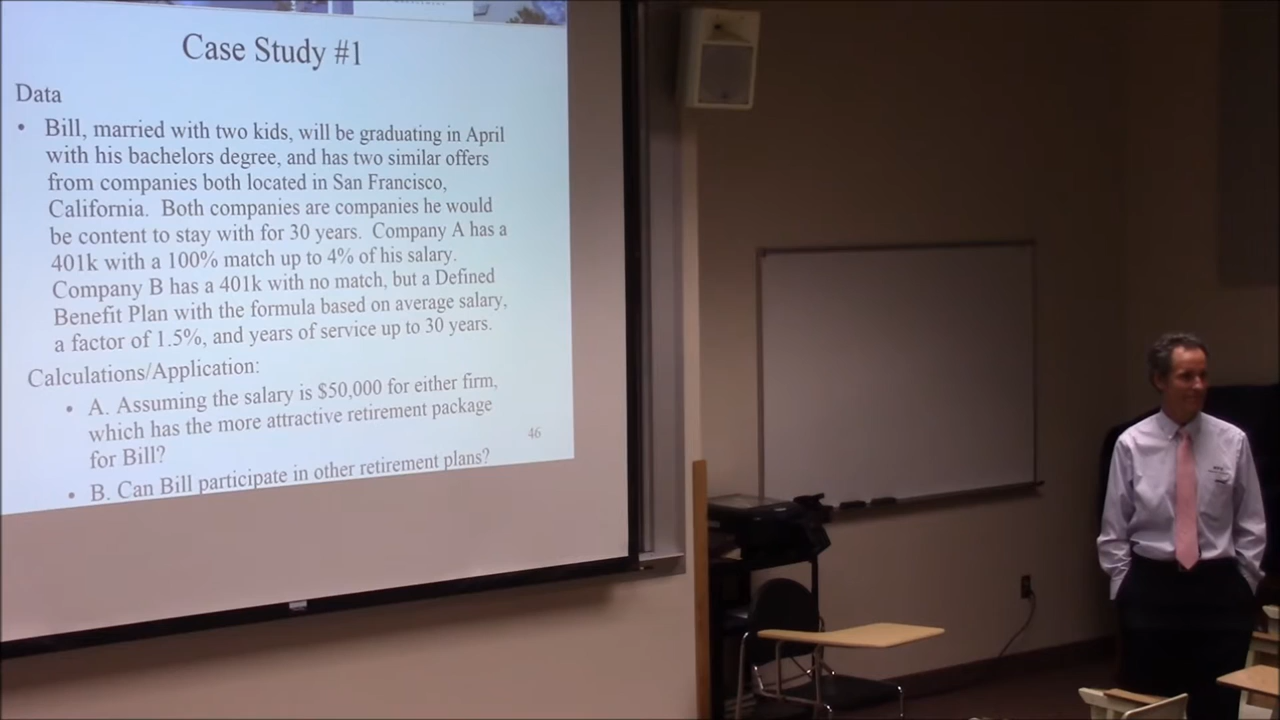 Case Study #1
Data
• Bill, married with two kids, will be graduating in April
with his bachelors degree, and has two similar offers
from companies both located in San Francisco,
California. Both companies are companies he would
be content to stay with for 30 years. Company A has a
401k with a 100% match up to 4% of his salary.
Company B has a 401k with no match, but a Defined
Benefit Plan with the formula based on average salary,
a factor of 1.5%, and years of service up to 30 years.
Calculations/Application:
• A. Assuming the salary is $50,000 for either firm,
which has the more attractive retirement package
for Bill?
46
• B. Can Bill participate in other retirement plans?